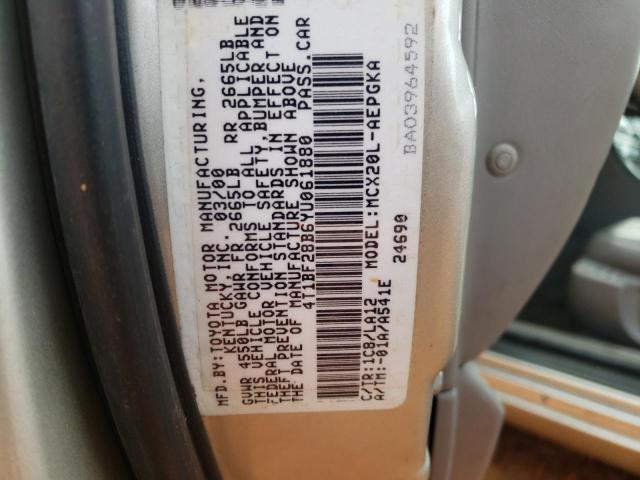 MFD.BY:TOYOTA MOTOR MANUFACTURING,
KENTUCKY,INC. 03/00
GVWR 4550LB GAWR FR 2665LB RR 2665LB
THIS VEHICLE CONFORMS TO ALL APPLICABLE
FEDERAL MOTOR VEHICLE SAFETY,BUMPER AND
THEFT PREVENTION STANDARDS IN EFFECT ON
THE DATE OF MANUFACTURE SHOWN ABOVE
4T1BF28B6YU061880 PASS.CAR
C/TR:1C8/LA12 MODEL:MCX20L-AEPGKA
A/TM:-01A/A541E
24690
BA03964592